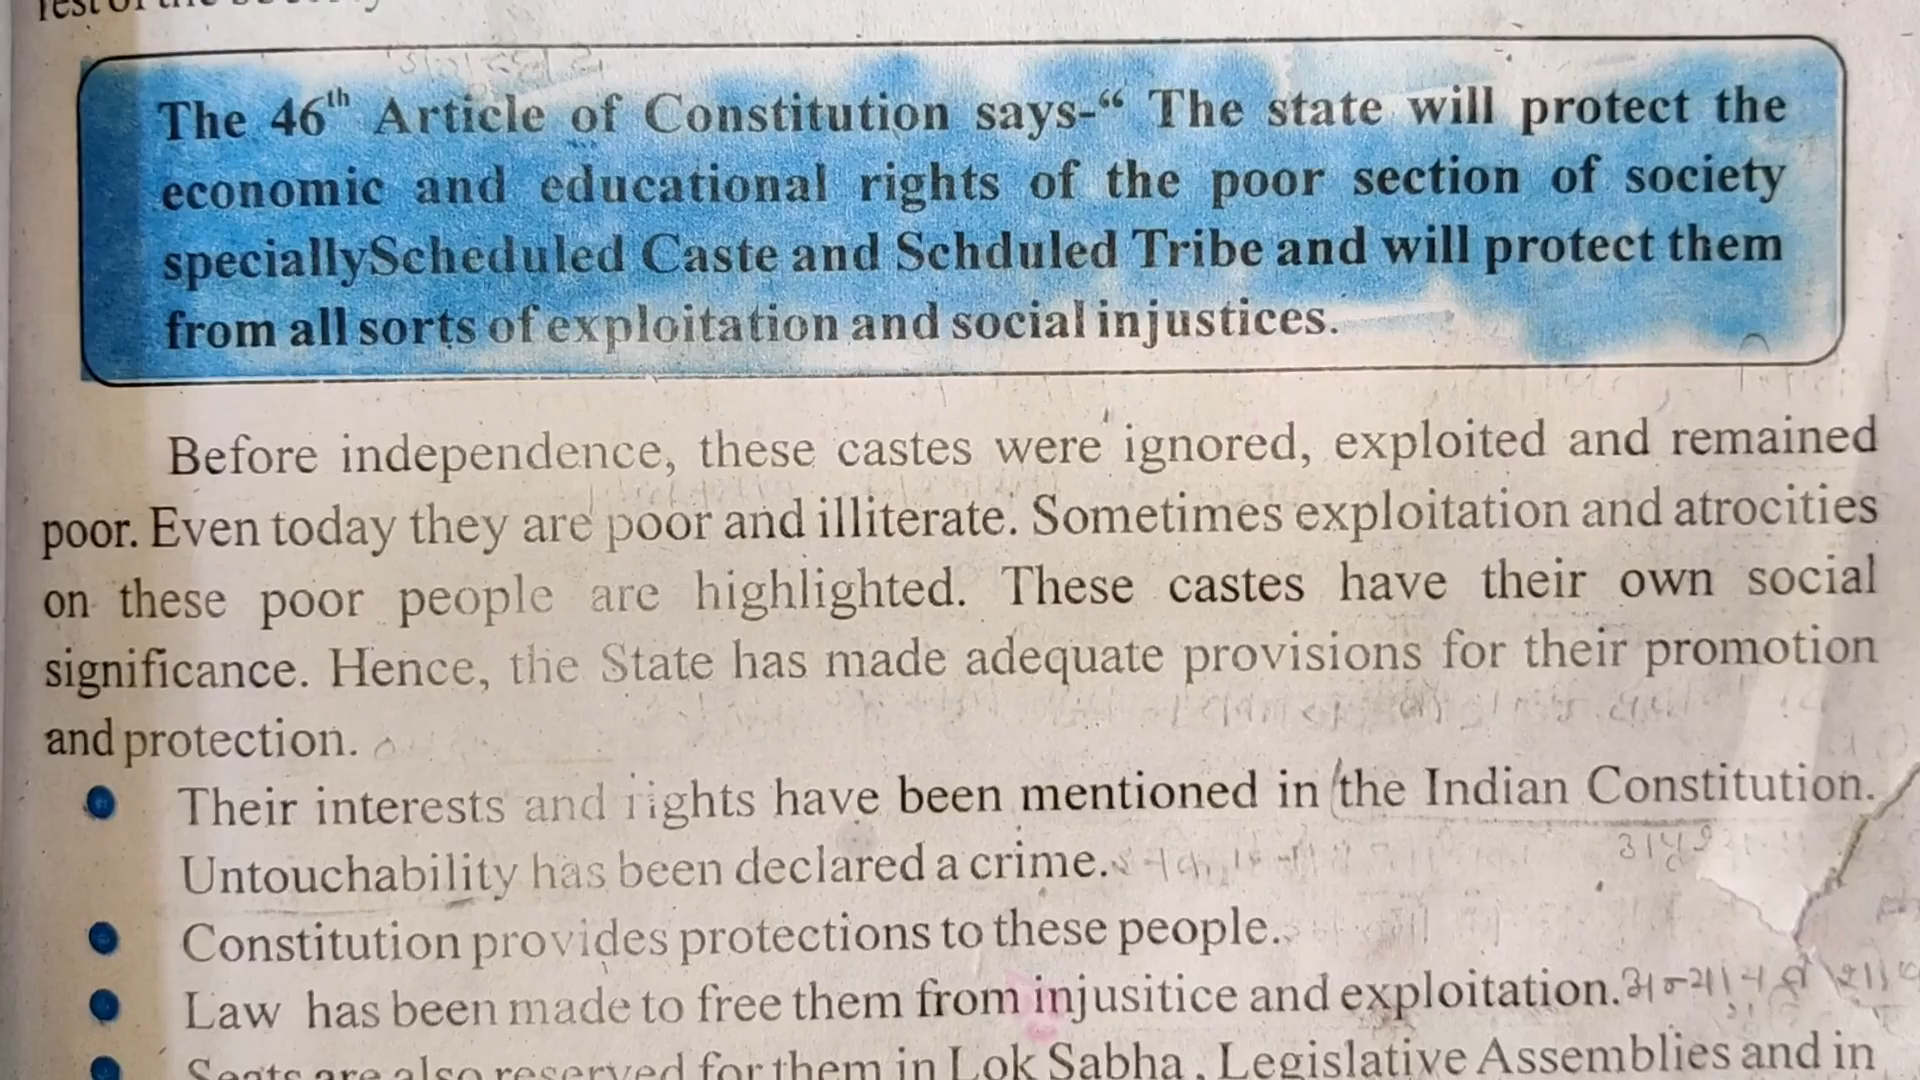 The 46th Article of Constitution says-“ The state will protect the
economic and educational rights of the poor section of society
speciallyScheduled Caste and Schduled Tribe and will protect them
from all sorts of exploitation and social injustices.
Before independence, these castes were ignored, exploited and remained
poor. Even today they are poor and illiterate. Sometimes exploitation and atrocities
on these poor people are highlighted. These castes have their own social
significance. Hence, the State has made adequate provisions for their promotion
and protection.
Their interests and rights have been mentioned in the Indian Constitution.
Untouchability has been declared a crime.
Constitution provides protections to these people.
Law has been made to free them from injusitice and exploitation.
Seats are also reserved for them in Lok Sabha, Legislative Assemblies and in